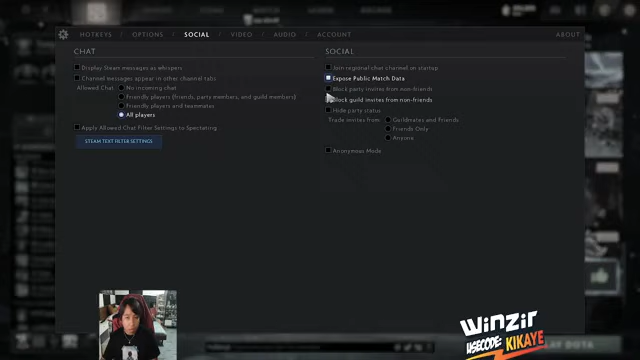 HOTKEYS / OPTIONS / SOCIAL / VIDEO / AUDIO / ACCOUNT ABOUT
CHAT
Display Steam messages as whispers
Channel messages appear in other channel tabs
Allowed Chat
No incoming chat
Friendly players (friends, party members, and guild members)
Friendly players and teammates
All players
Apply Allowed Chat Filter Settings to Spectating
STEAM TEXT FILTER SETTINGS
SOCIAL
Join regional chat channel on startup
Expose Public Match Data
Block party invites from non-friends
Block guild invites from non-friends
Hide party status
Trade invites from
Guildmates and Friends
Friends Only
Anyone
Anonymous Mode
WINZIR
USECODE: KIKAYE